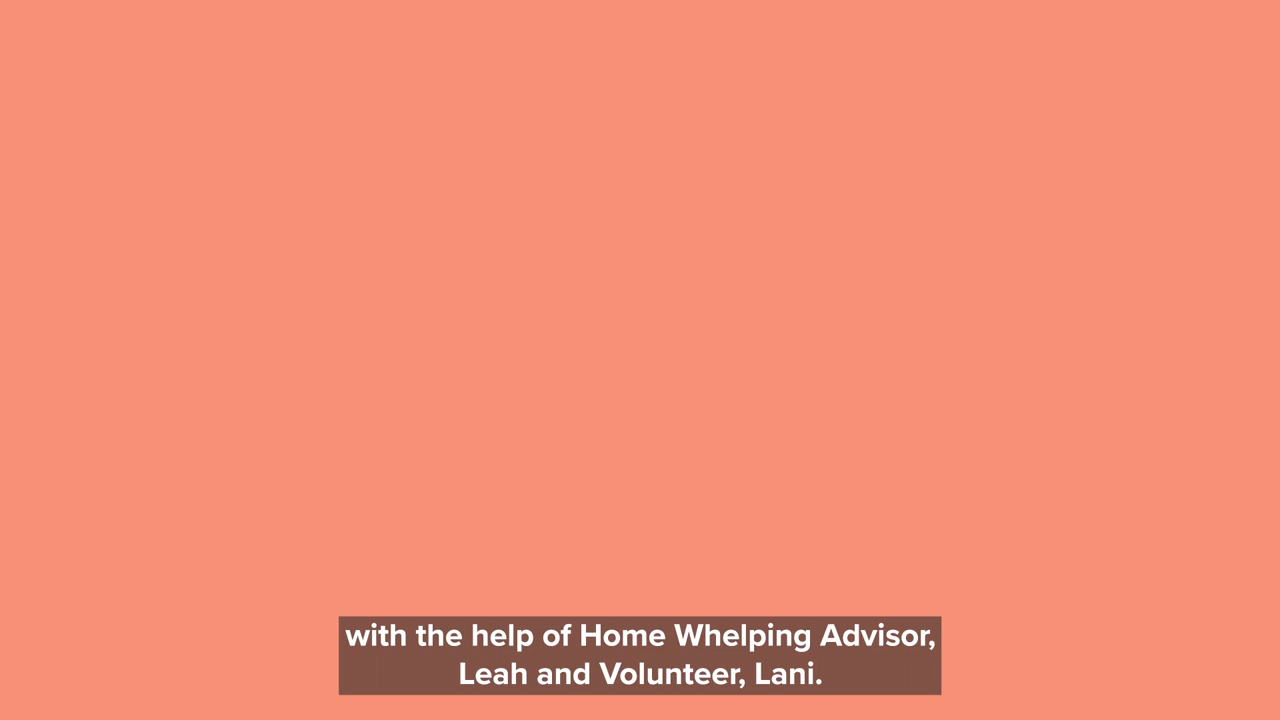 with the help of Home Whelping Advisor,
Leah and Volunteer, Lani.